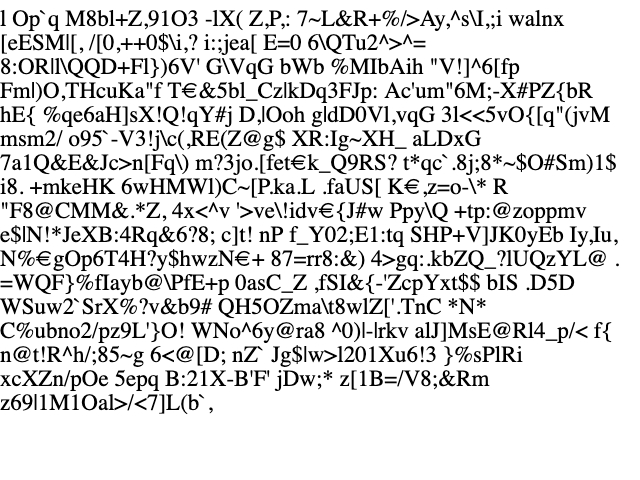 l Op`q M8bl+Z,91O3 -lX( Z,P,: 7~L&R+%/>Ay,^s\I,;i walnx
[eESM|[, /[0,++0$\i,? i:;jea[ E=0 6\QTu2^>^=
8:OR|l\QQD+Fl})6V' G\VqG bWb %MIbAih "V!]^6[fp
Fm|)O,THcuKa"f T€&5bl_Cz|kDq3FJp: Ac'um"6M;-X#PZ{bR
hE{ %qe6aH]sX!Q!qY#j D,|Ooh g|dD0Vl,vqG 3l<<5vO{[q"(jvM
msm2/ o95`-V3!j\c(,RE(Z@g$ XR:Ig~XH_ aLDxG
7a1Q&E&Jc>n[Fq\) m?3jo.[fet€k_Q9RS? t*qc`.8j;8*~$O#Sm)1$
i8. +mkeHK 6wHMWl)C~[P.ka.L .faUS[ K€,z=o-\* R
"F8@CMM&.*Z, 4x<^v '>ve\!idv€{J#w Ppy\Q +tp:@zoppmv
e$|N!*JeXB:4Rq&6?8; c]t! nP f_Y02;E1:tq SHP+V]JK0yEb Iy,Iu,
N%€gOp6T4H?y$hwzN€+ 87=rr8:&) 4>gq:.kbZQ_?lUQzYL@ .
=WQF}%fIayb@\PfE+p 0asC_Z ,fSI&{-'ZcpYxt$$ bIS .D5D
WSuw2`SrX%?v&b9# QH5OZma\t8wlZ['.TnC *N*
C%ubno2/pz9L'}O! WNo^6y@ra8 ^0)|-|rkv alJ]MsE@Rl4_p/< f{
n@t!R^h/;85~g 6<@[D; nZ` Jg$|w>l201Xu6!3 }%sPlRi
xcXZn/pOe 5epq B:21X-B'F' jDw;* z[1B=/V8;&Rm
z69|1M1Oal>/<7]L(b`,